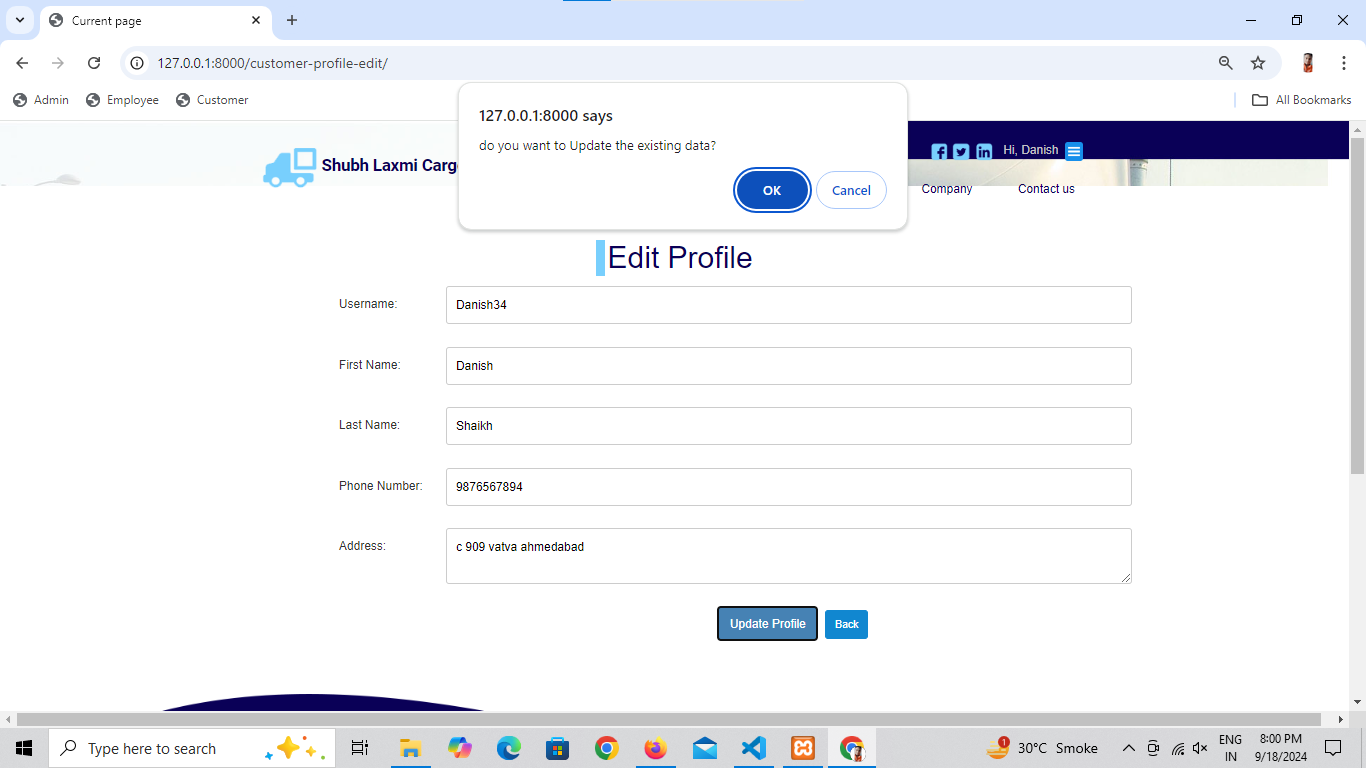 Current page
127.0.0.1:8000/customer-profile-edit/
Admin
Employee
Customer
All Bookmarks
127.0.0.1:8000 says
do you want to Update the existing data?
OK
Cancel
Shubh Laxmi Carg
Hi, Danish
Company
Contact us
Edit Profile
Username:
Danish34
First Name:
Danish
Last Name:
Shaikh
Phone Number:
9876567894
Address:
c 909 vatva ahmedabad
Update Profile
Back
Type here to search
1
30°C Smoke
ENG
IN
8:00 PM
9/18/2024